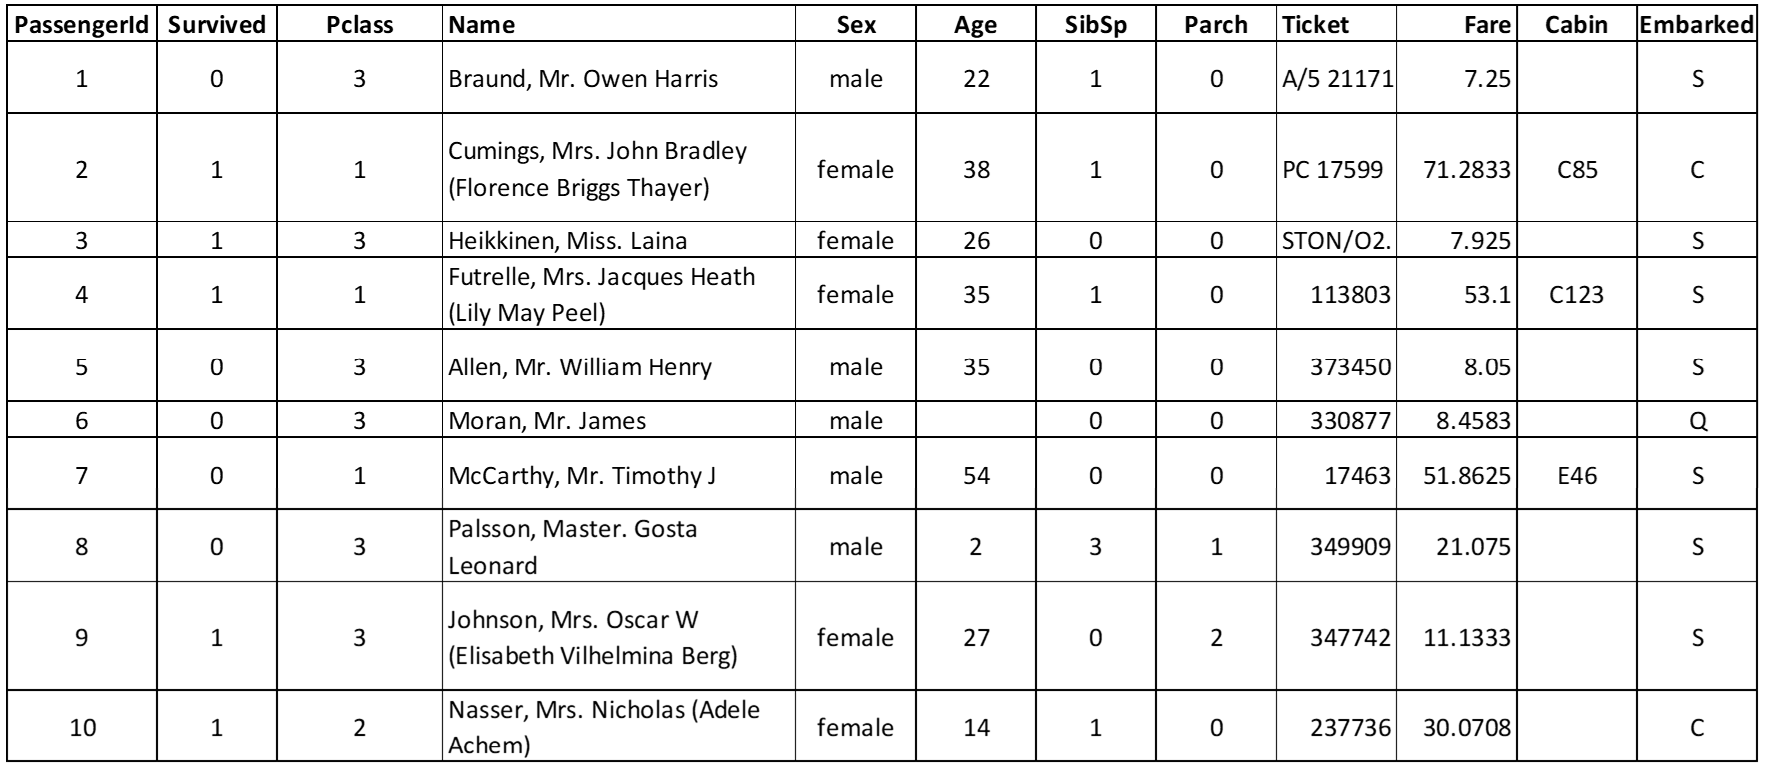 PassengerId Survived Pclass Name Sex Age SibSp Parch Ticket Fare Cabin Embarked
1 0 3 Braund, Mr. Owen Harris male 22 1 0 A/5 21171 7.25 S
2 1 1 Cumings, Mrs. John Bradley
(Florence Briggs Thayer) female 38 1 0 PC 17599 71.2833 C85 C
3 1 3 Heikkinen, Miss. Laina female 26 0 0 STON/O2. 7.925 S
4 1 1 Futrelle, Mrs. Jacques Heath
(Lily May Peel) female 35 1 0 113803 53.1 C123 S
5 0 3 Allen, Mr. William Henry male 35 0 0 373450 8.05 S
6 0 3 Moran, Mr. James male 0 0 330877 8.4583 Q
7 0 1 McCarthy, Mr. Timothy J male 54 0 0 17463 51.8625 E46 S
8 0 3 Palsson, Master. Gosta
Leonard male 2 3 1 349909 21.075 S
9 1 3 Johnson, Mrs. Oscar W
(Elisabeth Vilhelmina Berg) female 27 0 2 347742 11.1333 S
10 1 2 Nasser, Mrs. Nicholas (Adele
Achem) female 14 1 0 237736 30.0708 C